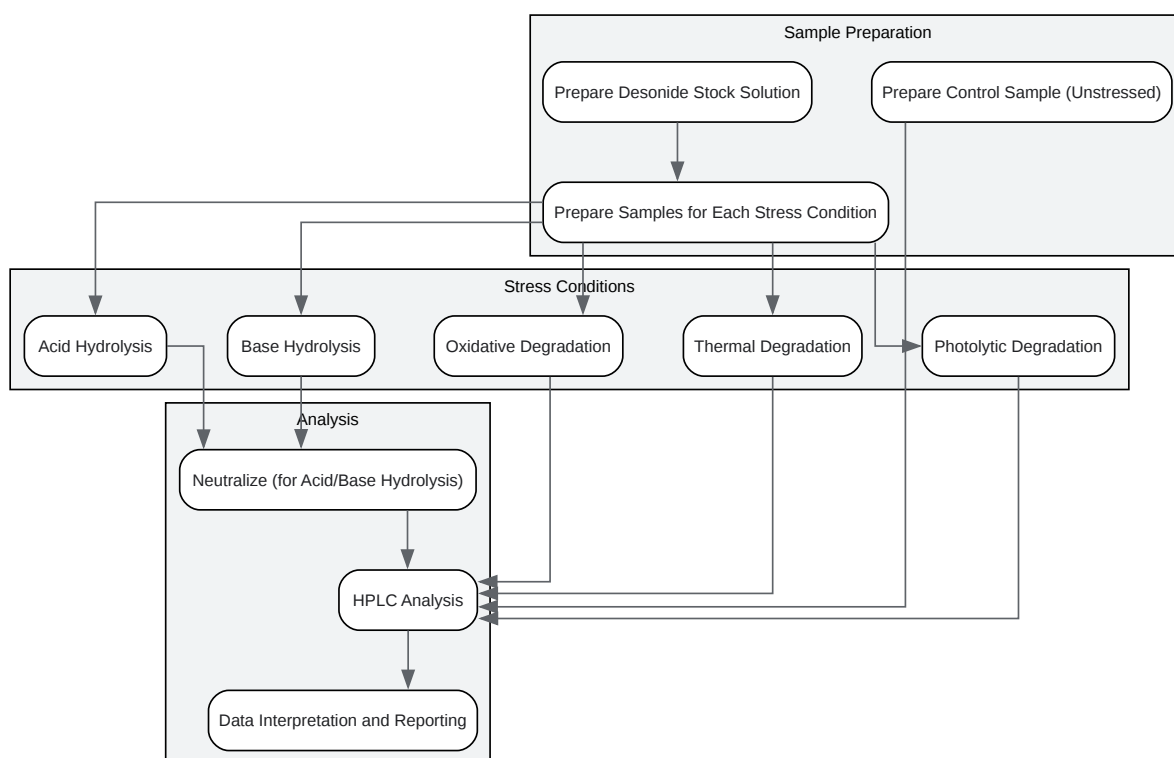 Sample Preparation
Prepare Desonide Stock Solution
Prepare Control Sample (Unstressed)
Prepare Samples for Each Stress Condition
Stress Conditions
Acid Hydrolysis
Base Hydrolysis
Oxidative Degradation
Thermal Degradation
Photolytic Degradation
Analysis
Neutralize (for Acid/Base Hydrolysis)
HPLC Analysis
Data Interpretation and Reporting